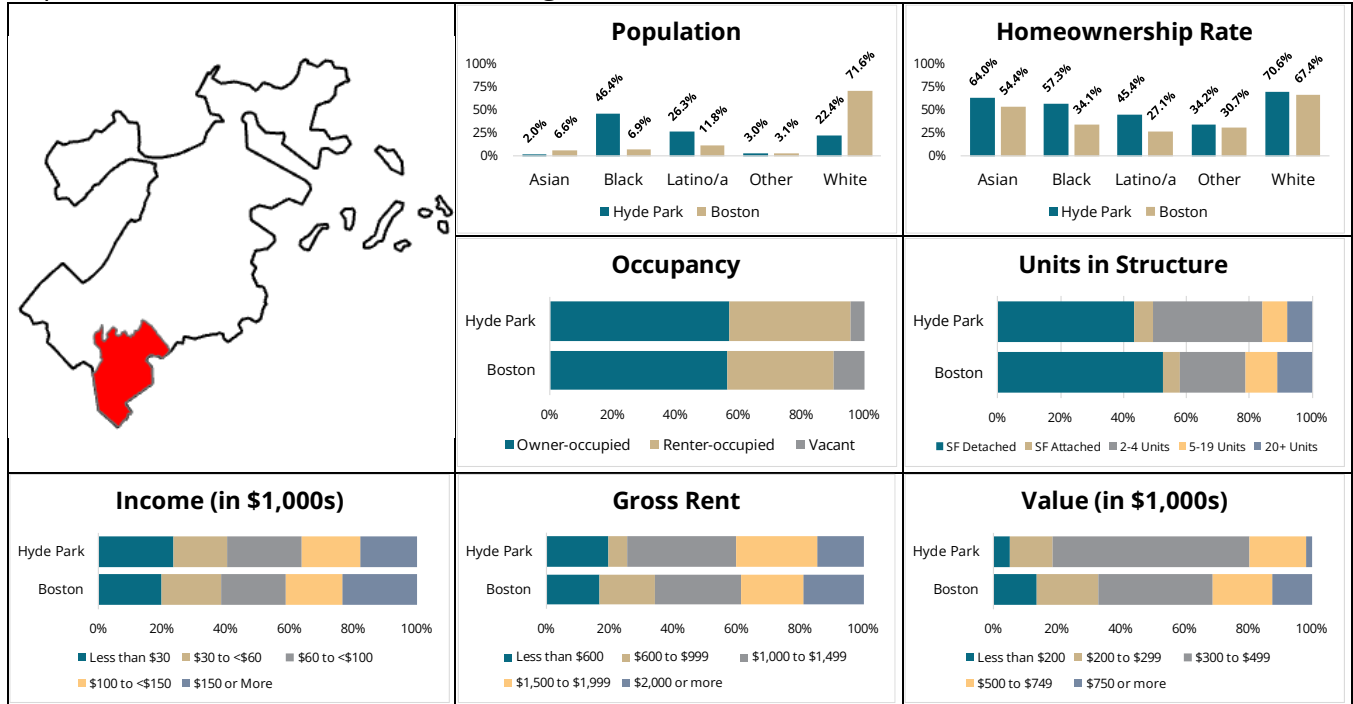 Population
100%
75%
50%
25%
0%
2.0%
6.6%
46.4%
6.9%
26.3%
11.8%
3.0%
3.1%
22.4%
71.6%
Asian Black Latino/a Other White
Hyde Park Boston
Homeownership Rate
100%
75%
50%
25%
0%
64.0%
54.4%
57.3%
34.1%
45.4%
27.1%
34.2%
30.7%
70.6%
67.4%
Asian Black Latino/a Other White
Hyde Park Boston
Occupancy
Hyde Park
Boston
0% 20% 40% 60% 80% 100%
Owner-occupied Renter-occupied Vacant
Units in Structure
Hyde Park
Boston
0% 20% 40% 60% 80% 100%
SF Detached SF Attached 2-4 Units 5-19 Units 20+ Units
Income (in $1,000s)
Hyde Park
Boston
0% 20% 40% 60% 80% 100%
Less than $30 $30 to <$60 $60 to <$100
$100 to <$150 $150 or More
Gross Rent
Hyde Park
Boston
0% 20% 40% 60% 80% 100%
Less than $600 $600 to $999 $1,000 to $1,499
$1,500 to $1,999 $2,000 or more
Value (in $1,000s)
Hyde Park
Boston
0% 20% 40% 60% 80% 100%
Less than $200 $200 to $299 $300 to $499
$500 to $749 $750 or more